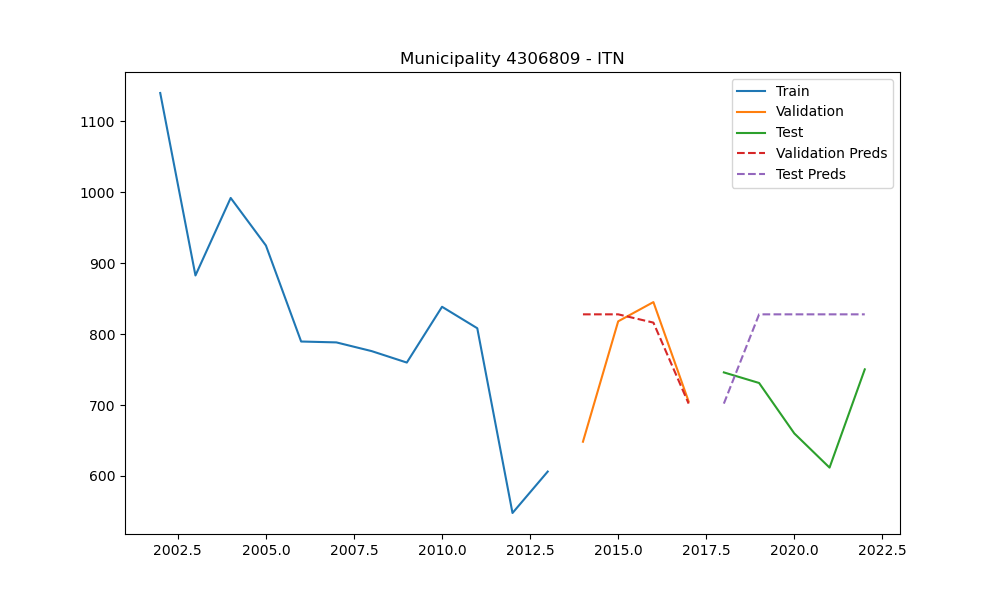 Municipality 4306809 - ITN
Train
Validation
Test
Validation Preds
Test Preds
1100
1000
900
800
700
600
2002.5 2005.0 2007.5 2010.0 2012.5 2015.0 2017.5 2020.0 2022.5